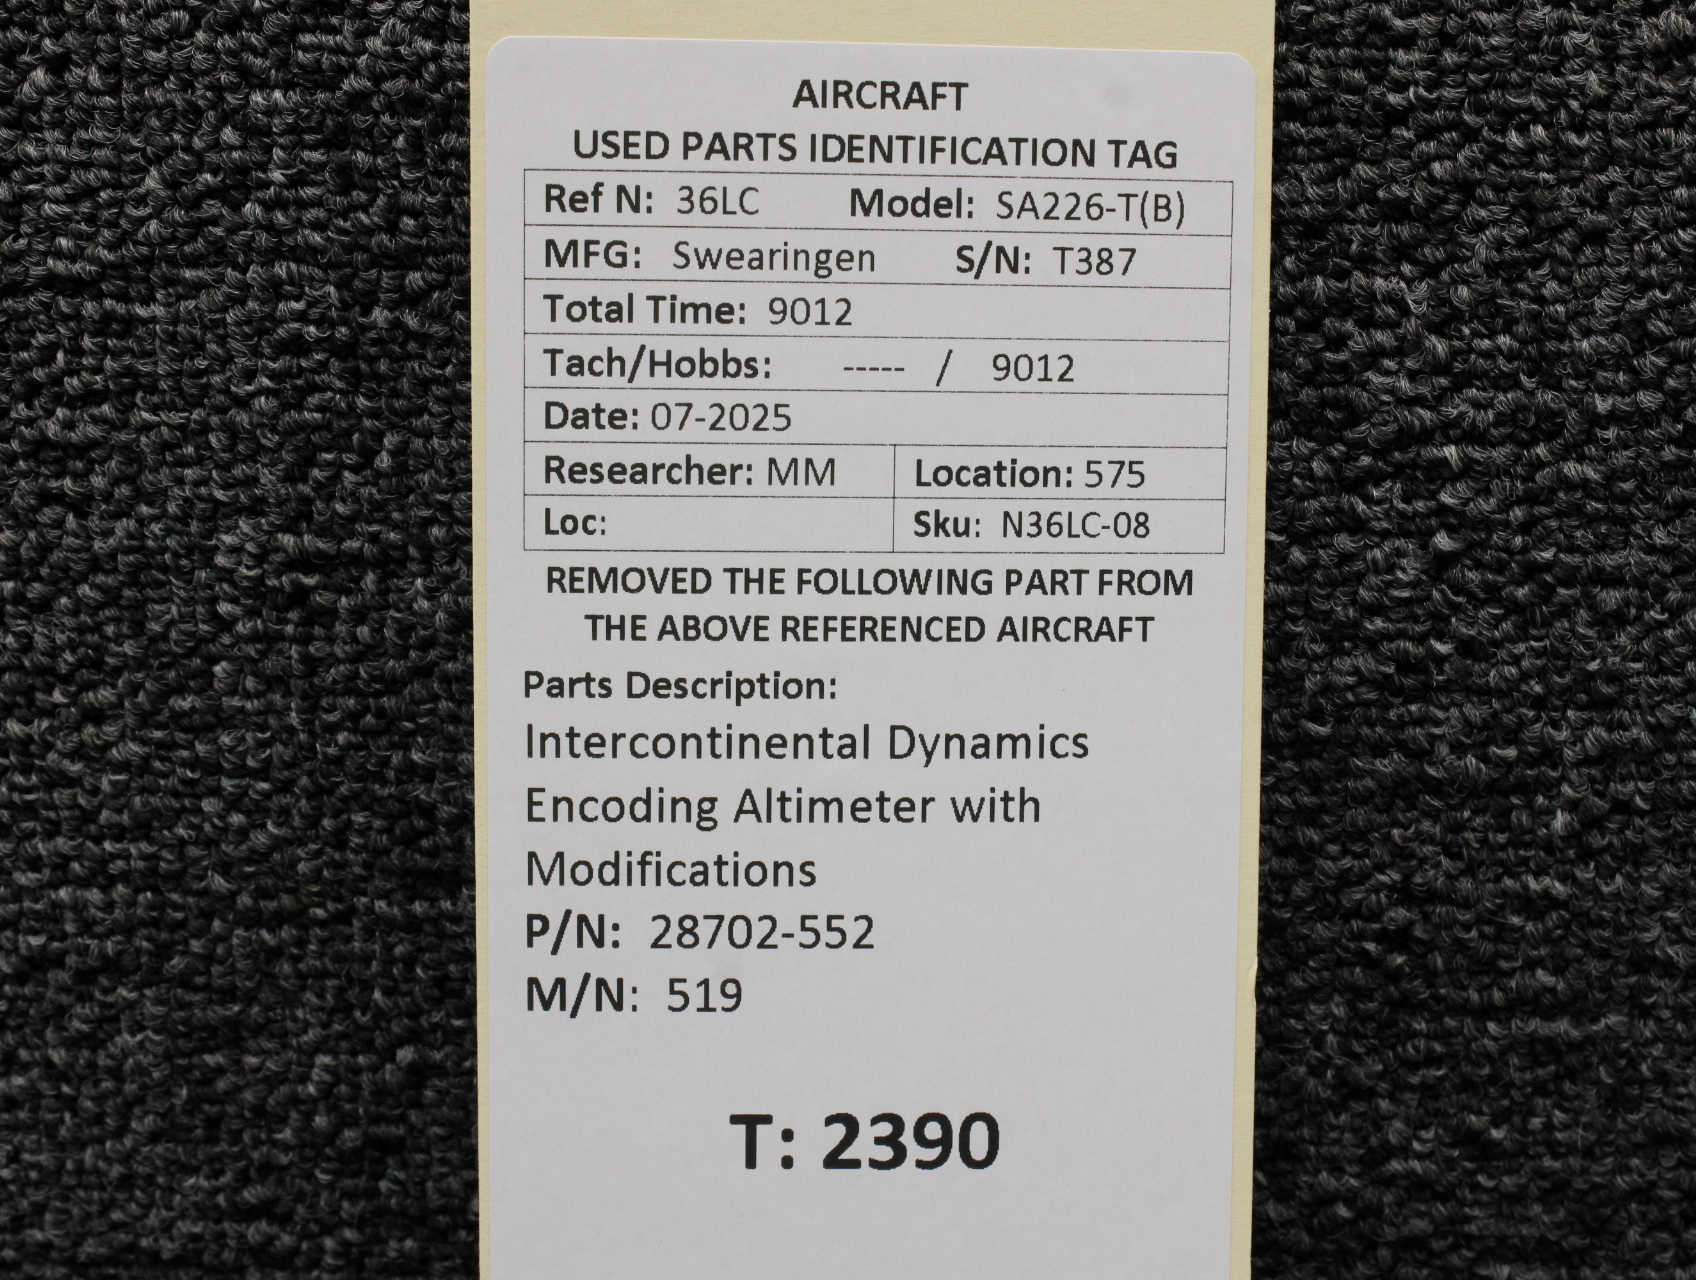 AIRCRAFT
USED PARTS IDENTIFICATION TAG
Ref N: 36LC Model: SA226-T(B)
MFG: Swearingen S/N: T387
Total Time: 9012
Tach/Hobbs: ----- / 9012
Date: 07-2025
Researcher: MM Location: 575
Loc: Sku: N36LC-08
REMOVED THE FOLLOWING PART FROM
THE ABOVE REFERENCED AIRCRAFT
Parts Description:
Intercontinental Dynamics
Encoding Altimeter with
Modifications
P/N: 28702-552
M/N: 519
T: 2390